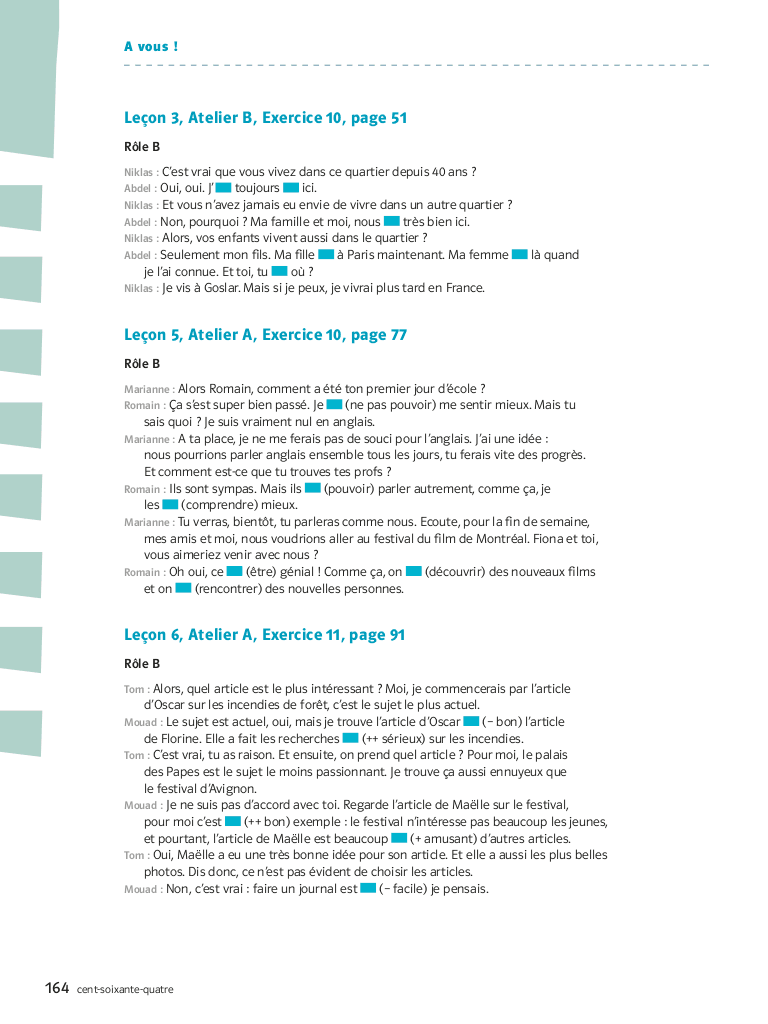 A vous !
Leçon 3, Atelier B, Exercice 10, page 51
Rôle B
Niklas : C'est vrai que vous vivez dans ce quartier depuis 40 ans ?
Abdel : Oui, oui. J' toujours ici.
Niklas : Et vous n'avez jamais eu envie de vivre dans un autre quartier ?
Abdel : Non, pourquoi ? Ma famille et moi, nous très bien ici.
Niklas : Alors, vos enfants vivent aussi dans le quartier ?
Abdel : Seulement mon fils. Ma fille à Paris maintenant. Ma femme là quand
je l'ai connue. Et toi, tu où ?
Niklas : Je vis à Goslar. Mais si je peux, je vivrai plus tard en France.
Leçon 5, Atelier A, Exercice 10, page 77
Rôle B
Marianne : Alors Romain, comment a été ton premier jour d'école ?
Romain : Ça s'est super bien passé. Je (ne pas pouvoir) me sentir mieux. Mais tu
sais quoi ? Je suis vraiment nul en anglais.
Marianne : A ta place, je ne me ferais pas de souci pour l'anglais. J'ai une idée :
nous pourrions parler anglais ensemble tous les jours, tu ferais vite des progrès.
Et comment est-ce que tu trouves tes profs ?
Romain : Ils sont sympas. Mais ils (pouvoir) parler autrement, comme ça, je
les (comprendre) mieux.
Marianne : Tu verras, bientôt, tu parleras comme nous. Ecoute, pour la fin de semaine,
mes amis et moi, nous voudrions aller au festival du film de Montréal. Fiona et toi,
vous aimeriez venir avec nous ?
Romain : Oh oui, ce (être) génial ! Comme ça, on (découvrir) des nouveaux films
et on (rencontrer) des nouvelles personnes.
Leçon 6, Atelier A, Exercice 11, page 91
Rôle B
Tom : Alors, quel article est le plus intéressant ? Moi, je commencerais par l'article
d'Oscar sur les incendies de forêt, c'est le sujet le plus actuel.
Mouad : Le sujet est actuel, oui, mais je trouve l'article d'Oscar (– bon) l'article
de Florine. Elle a fait les recherches (++ sérieux) sur les incendies.
Tom : C'est vrai, tu as raison. Et ensuite, on prend quel article ? Pour moi, le palais
des Papes est le sujet le moins passionnant. Je trouve ça aussi ennuyeux que
le festival d'Avignon.
Mouad : Je ne suis pas d'accord avec toi. Regarde l'article de Maëlle sur le festival,
pour moi c'est (++ bon) exemple : le festival n'intéresse pas beaucoup les jeunes,
et pourtant, l'article de Maëlle est beaucoup (+ amusant) d'autres articles.
Tom : Oui, Maëlle a eu une très bonne idée pour son article. Et elle a aussi les plus belles
photos. Dis donc, ce n'est pas évident de choisir les articles.
Mouad : Non, c'est vrai : faire un journal est (– facile) je pensais.
164 cent-soixante-quatre